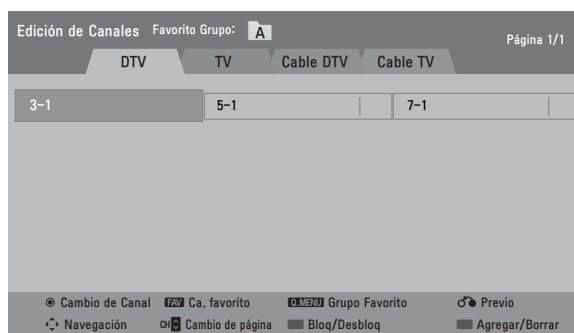 Edición de Canales Favorito Grupo: A Página 1/1
DTV TV Cable DTV Cable TV
3-1 5-1 7-1
Cambio de Canal FAV Ca. favorito Q.MENU Grupo Favorito Previo
Navegación CH Cambio de página Bloq/Desbloq Agregar/Borrar